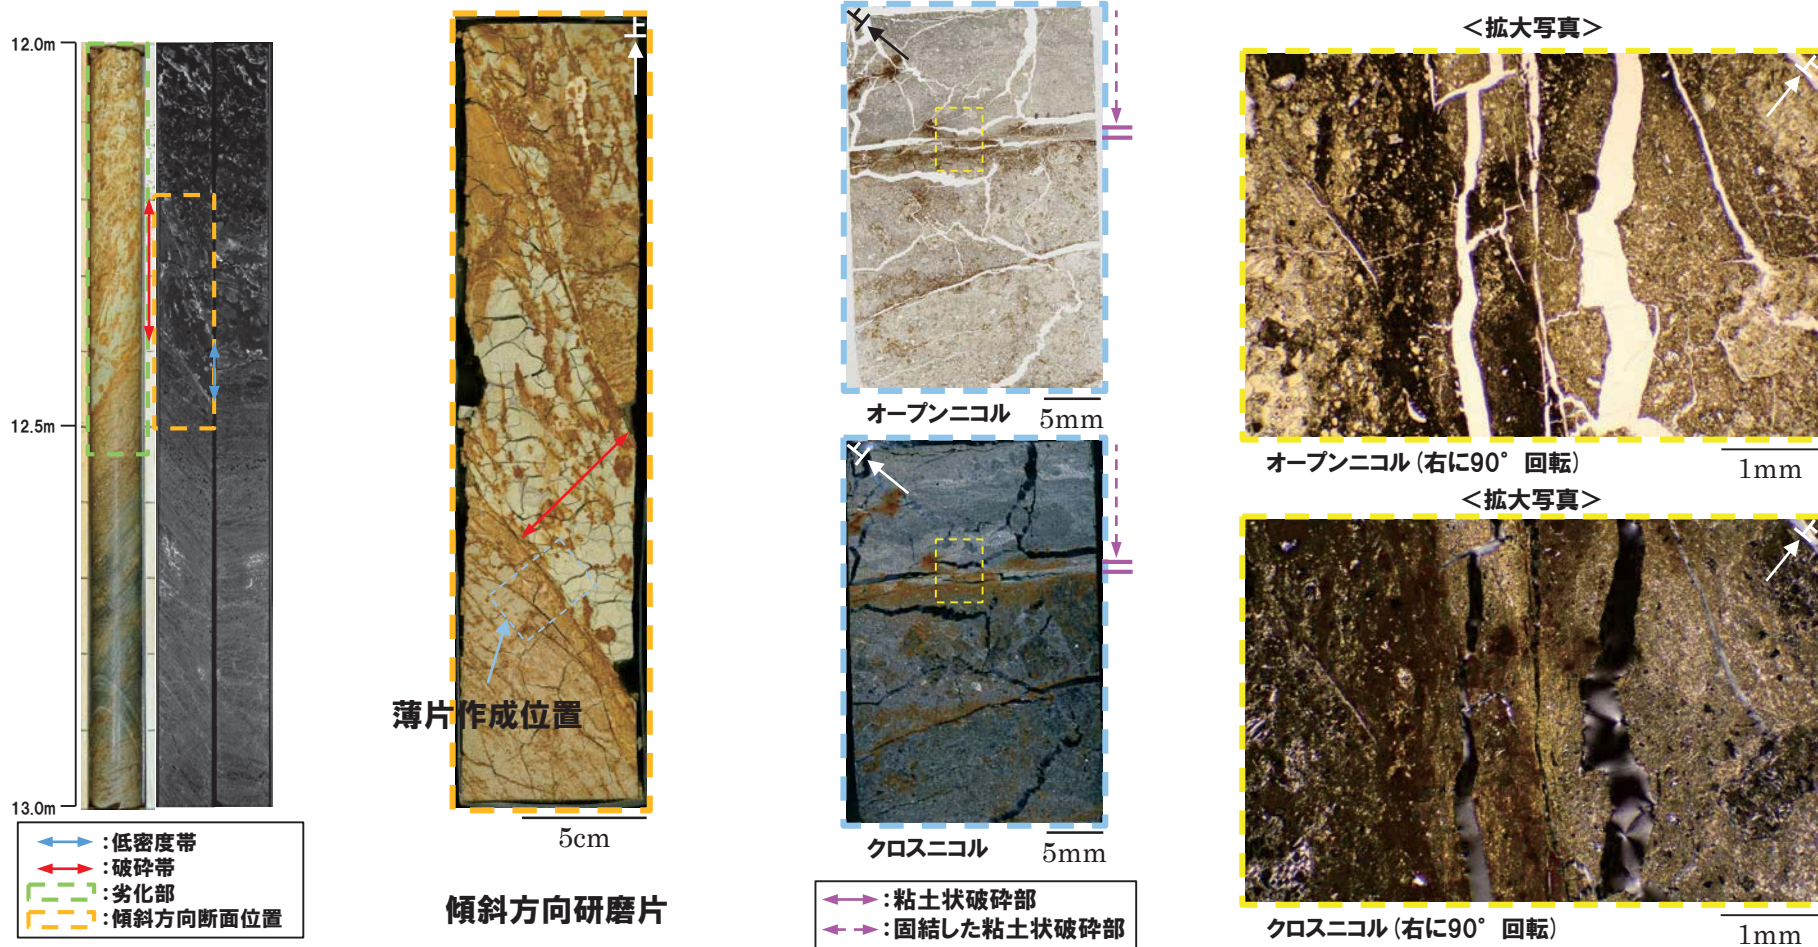 12.0m
12.5m
13.0m
:低密度帯
:破砕帯
:劣化部
:傾斜方向断面位置
上
薄片作成位置
5cm
傾斜方向研磨片
上
オープンニコル
5mm
上
クロスニコル
5mm
:粘土状破砕部
:固結した粘土状破砕部
<拡大写真>
上
オープンニコル (右に90° 回転)
1mm
<拡大写真>
上
クロスニコル (右に90° 回転)
1mm